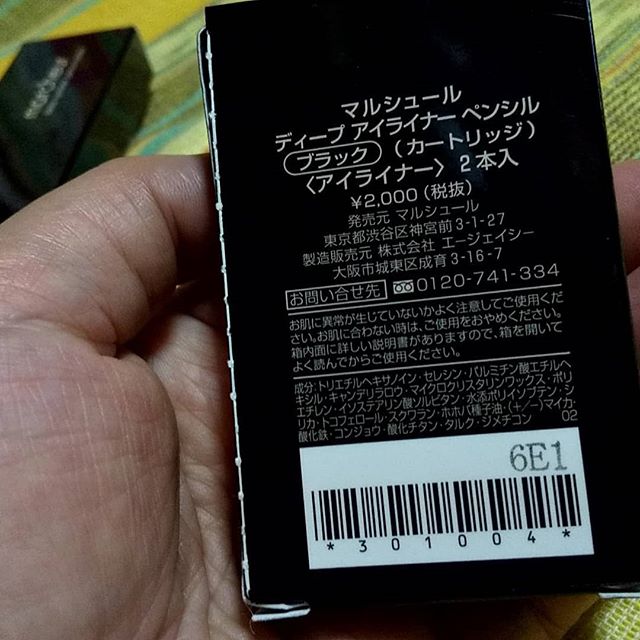 マルシュール
ディープ アイライナー ペンシル
ブラック (カートリッジ)
〈アイライナー〉 2本入
¥2,000 (税抜)
発売元 マルシュール
東京都渋谷区神宮前3-1-27
製造販売元 株式会社 エージェイシー
大阪市城東区成育3-16-7
お問い合せ先 0120-741-334
お肌に異常が生じていないかよく注意してご使用くだ
さい。お肌に合わない時は、ご使用をおやめください。
箱内面に詳しい説明書がありますので、箱を開いて
よく読んでからご使用ください。
成分・トリエチルヘキサノイン、セレシン・パルミチン酸エチルヘ
キシル・キャンデリラロウ・マイクロクリスタリンワックス・ポリ
エチレン・イソステアリン酸ソルビタン・水添ポリイソブテン・シ
リカ・トコフェロール・スクワラン・ホホバ種子油・(+/-)マイカ・
酸化鉄・コンジョウ・酸化チタン・タルク・ジメチコン 02
6E1
*301004*